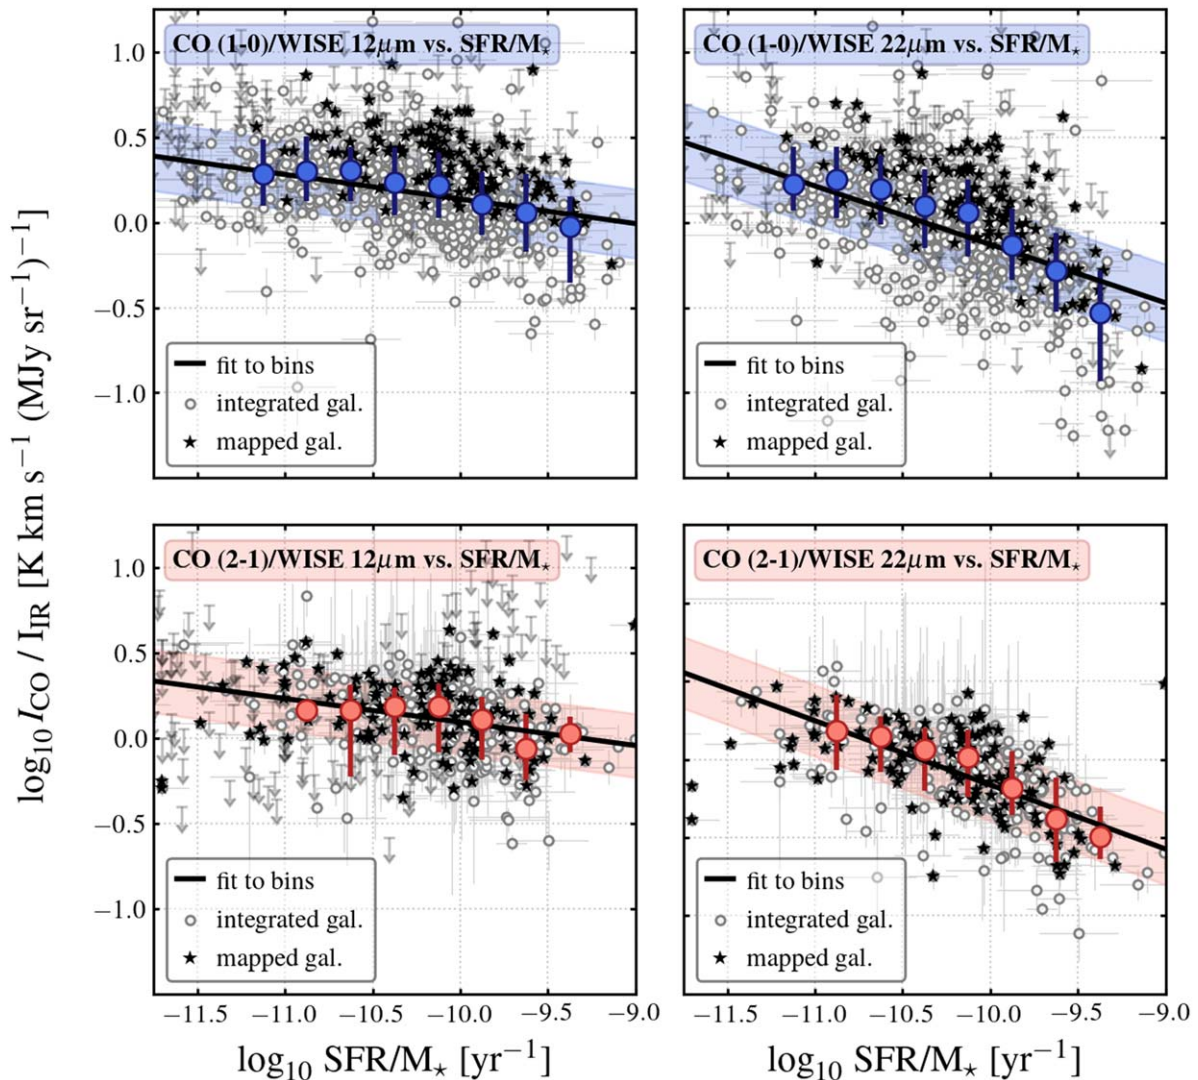 CO (1-0)/WISE 12μm vs. SFR/M⋆
CO (1-0)/WISE 22μm vs. SFR/M⋆
1.0
0.5
0.0
−0.5
−1.0
fit to bins
integrated gal.
mapped gal.
fit to bins
integrated gal.
mapped gal.
log₁₀ I_CO / I_IR [K km s⁻¹ (MJy sr⁻¹)⁻¹]
CO (2-1)/WISE 12μm vs. SFR/M⋆
CO (2-1)/WISE 22μm vs. SFR/M⋆
1.0
0.5
0.0
−0.5
−1.0
fit to bins
integrated gal.
mapped gal.
fit to bins
integrated gal.
mapped gal.
−11.5 −11.0 −10.5 −10.0 −9.5 −9.0
−11.5 −11.0 −10.5 −10.0 −9.5 −9.0
log₁₀ SFR/M⋆ [yr⁻¹]
log₁₀ SFR/M⋆ [yr⁻¹]